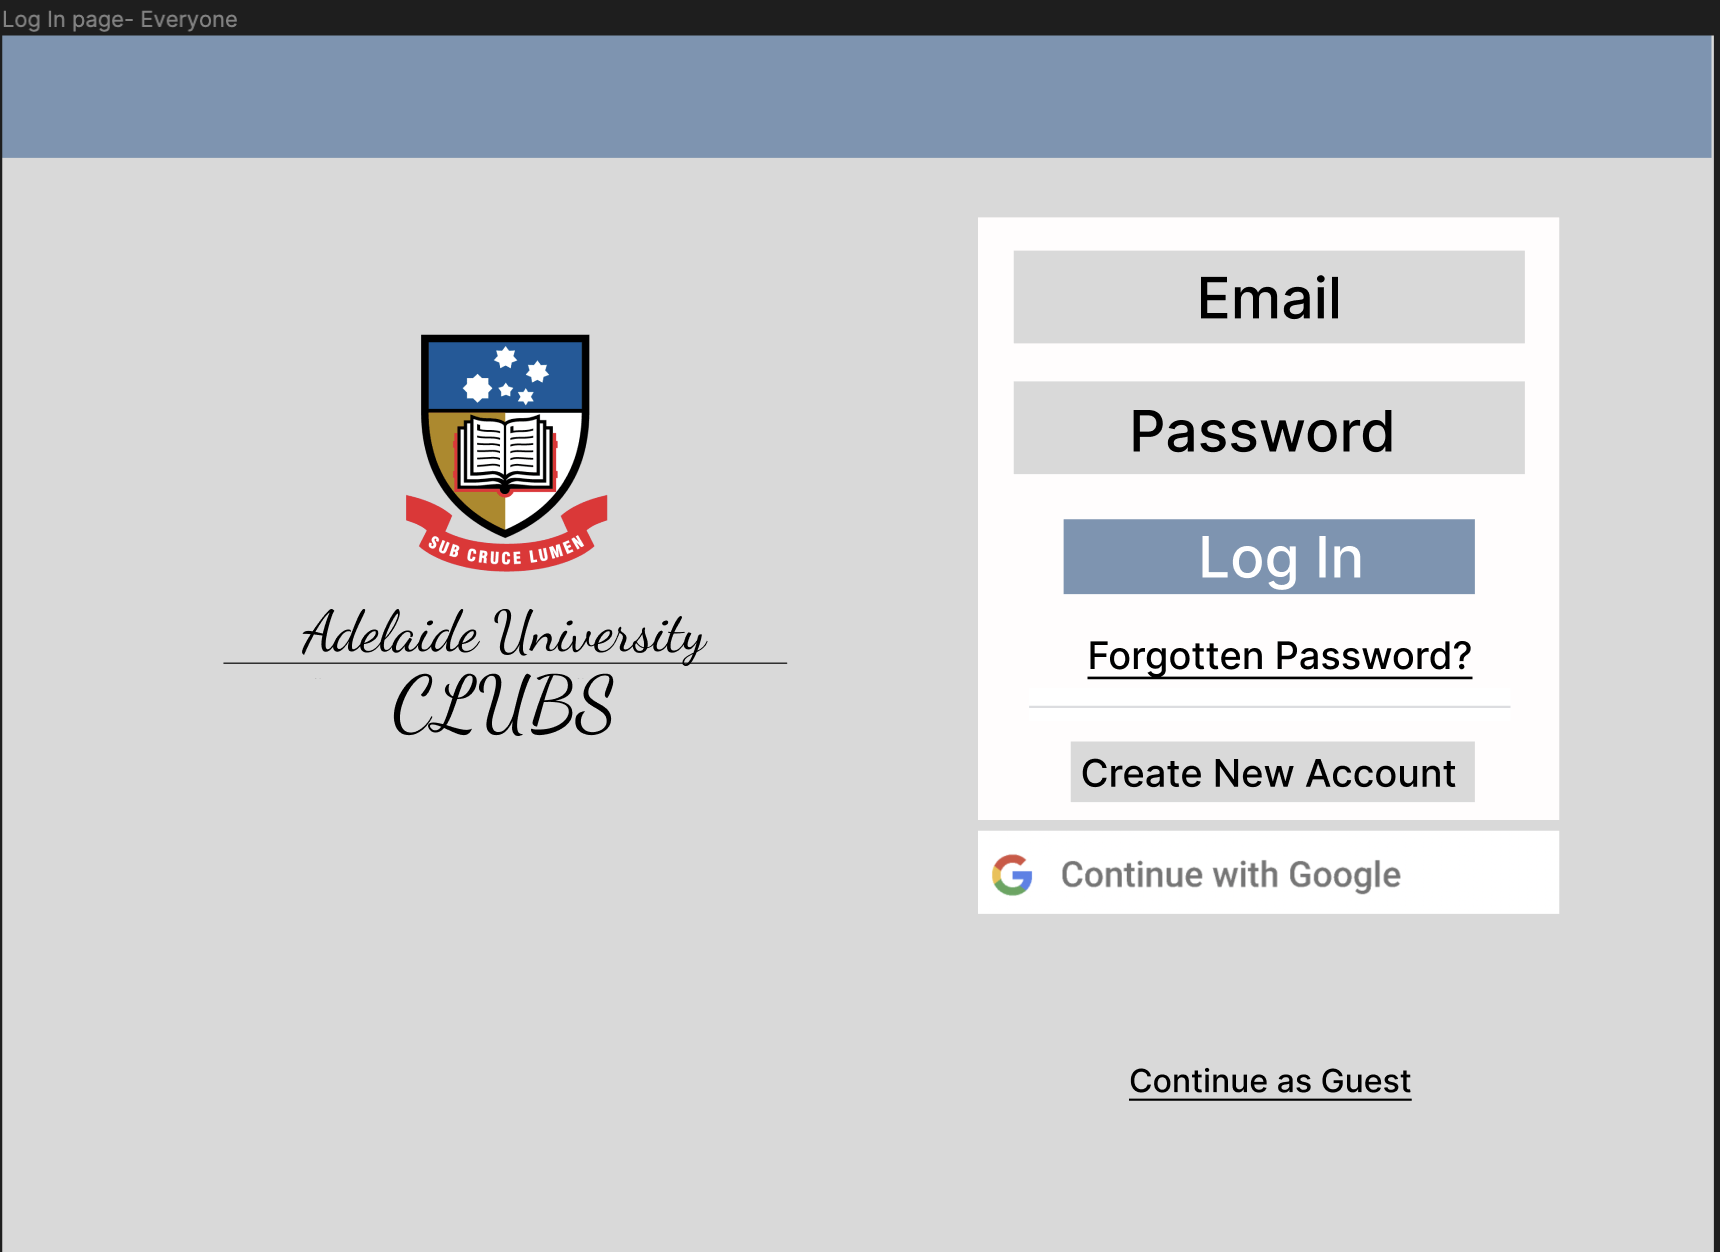 Log In page- Everyone
SUB CRUCE LUMEN
Adelaide University
CLUBS
Email
Password
Log In
Forgotten Password?
Create New Account
Continue with Google
Continue as Guest